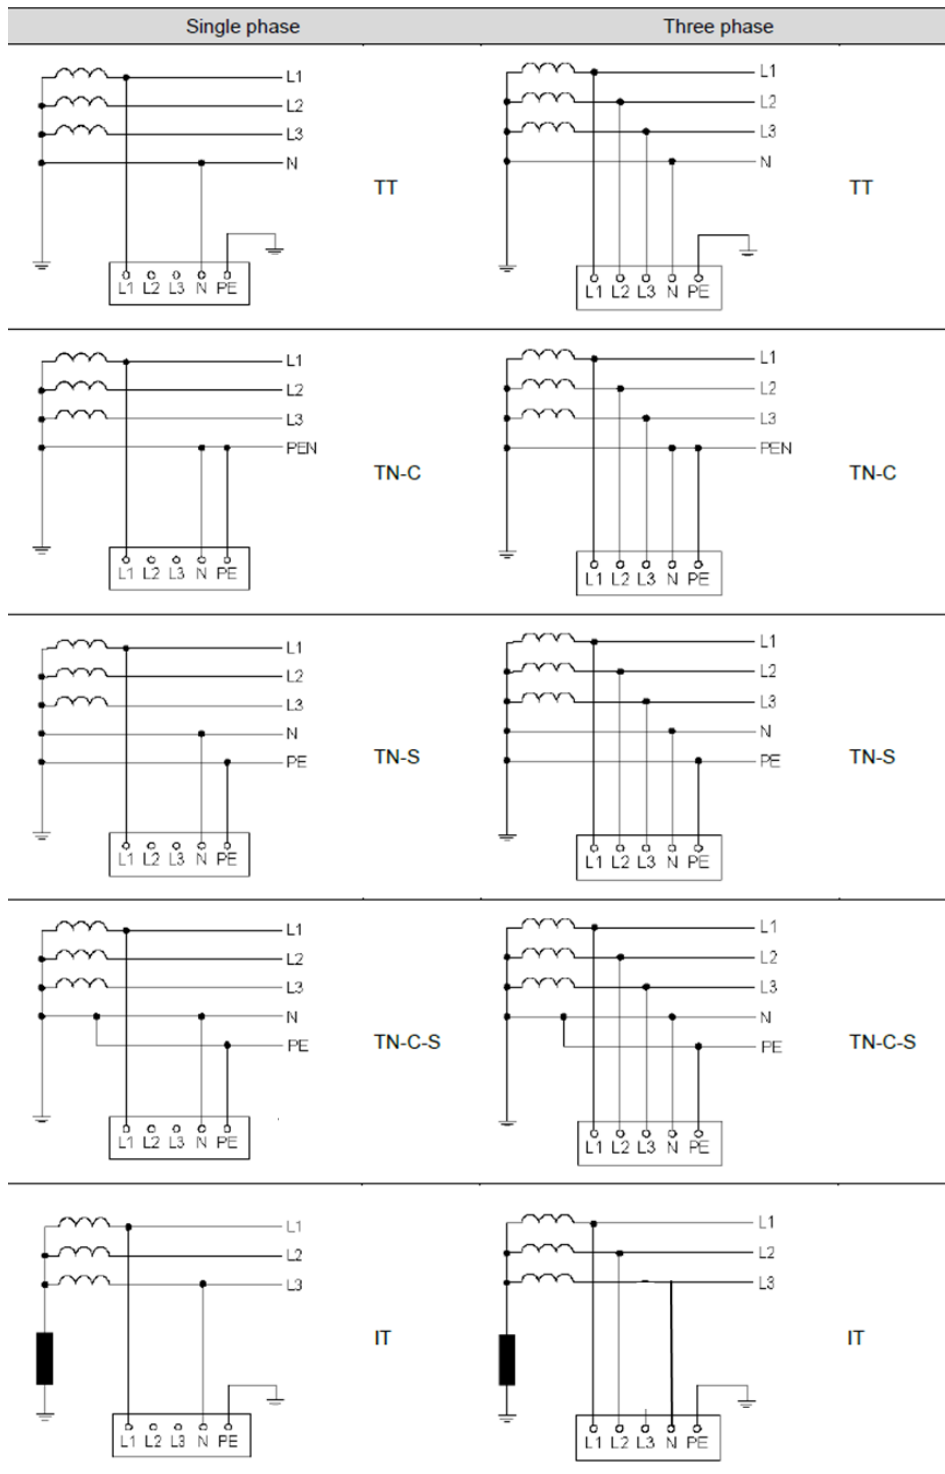 Single phase Three phase
L1 L1
L2 L2
L3 L3
N N
TT TT
L1 L2 L3 N PE L1 L2 L3 N PE
L1 L1
L2 L2
L3 L3
PEN PEN
TN-C TN-C
L1 L2 L3 N PE L1 L2 L3 N PE
L1 L1
L2 L2
L3 L3
N N
TN-S TN-S
PE PE
L1 L2 L3 N PE L1 L2 L3 N PE
L1 L1
L2 L2
L3 L3
N N
TN-C-S TN-C-S
PE PE
L1 L2 L3 N PE L1 L2 L3 N PE
L1 L1
L2 L2
L3 L3
IT IT
L1 L2 L3 N PE L1 L2 L3 N PE